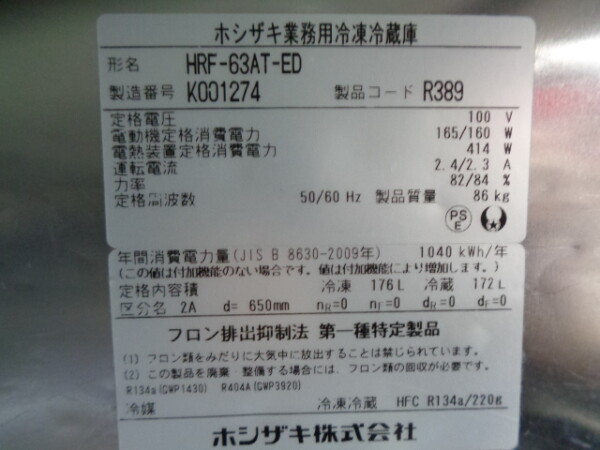 ホシザキ業務用冷凍冷蔵庫
形名 HRF-63AT-ED
製造番号 K001274 製品コード R389
定格電圧 100 V
電動機定格消費電力 165/160 W
電熱装置定格消費電力 414 W
運転電流 2.4/2.3 A
力率 82/84 %
定格周波数 50/60 Hz 製品質量 86 kg
PS
E
年間消費電力量(JIS B 8630-2009年) 1040 kWh/年
(この値は付加機能のない場合です。値は付加機能により増加します。)
定格内容積 冷凍 176L 冷蔵 172L
区分名 2A d= 650mm nR=0 nF=0 dR=0 dF=0
フロン排出抑制法 第一種特定製品
(1) フロン類をみだりに大気中に放出することは禁じられています。
(2) この製品を廃棄・整備する場合には、フロン類の回収が必要です。
R134a(GWP1430) R404A(GWP3920)
冷媒 冷凍冷蔵 HFC R134a/220g
ホシザキ株式会社